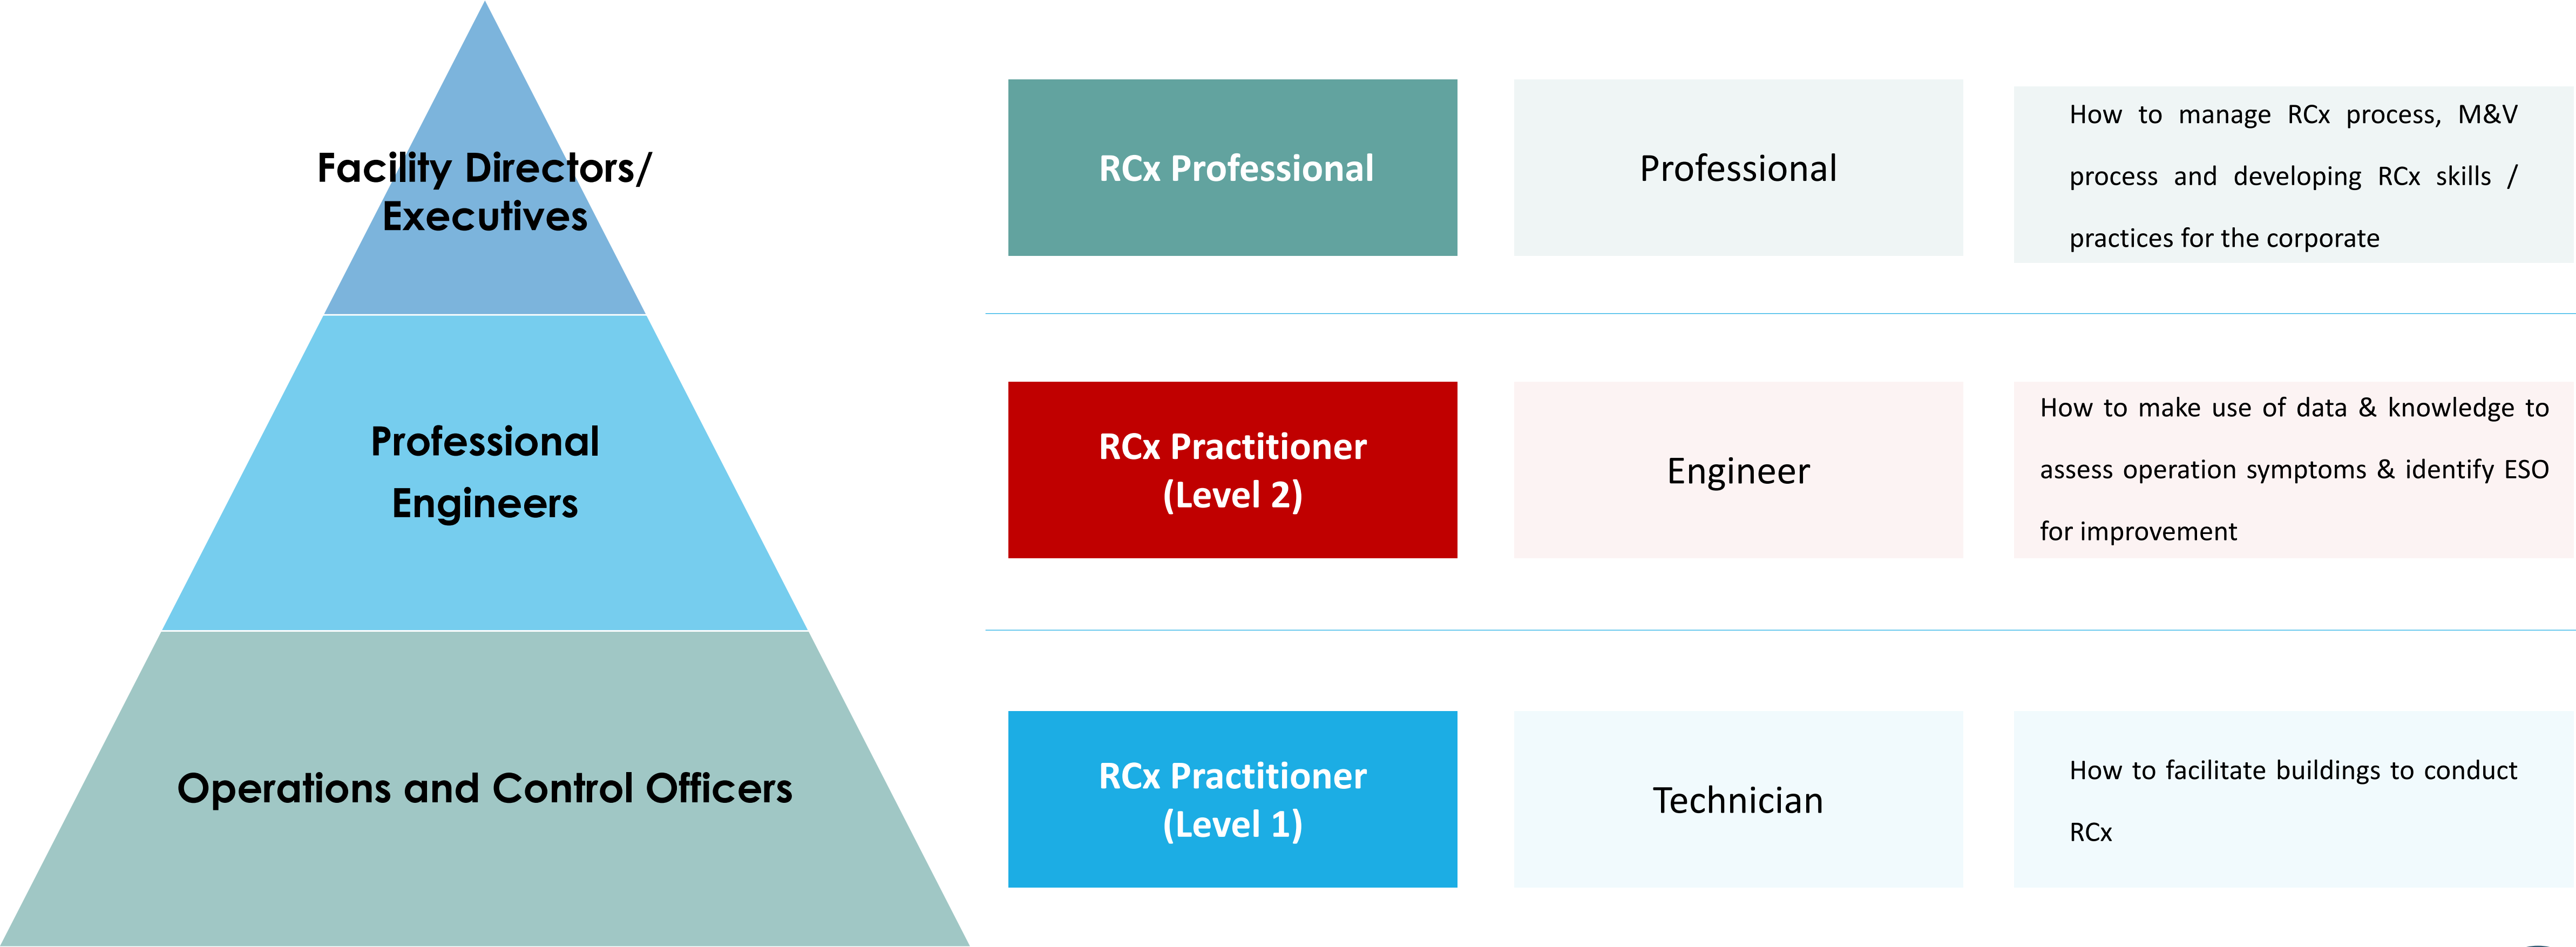 Facility Directors/
Executives
RCx Professional
Professional
How to manage RCx process, M&V
process and developing RCx skills /
practices for the corporate
Professional
Engineers
RCx Practitioner
(Level 2)
Engineer
How to make use of data & knowledge to
assess operation symptoms & identify ESO
for improvement
Operations and Control Officers
RCx Practitioner
(Level 1)
Technician
How to facilitate buildings to conduct
RCx